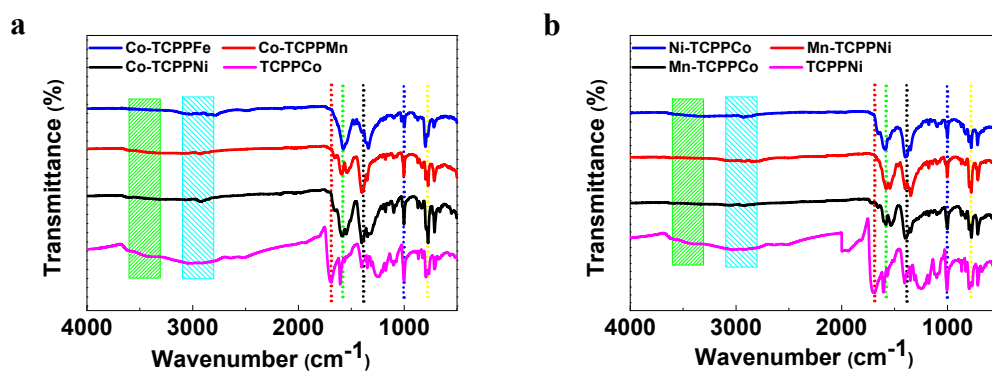 a
Co-TCPPFe Co-TCPPMn
Co-TCPPNi TCPPCo
Transmittance (%)
4000 3000 2000 1000
Wavenumber (cm-1)
b
Ni-TCPPCo Mn-TCPPNi
Mn-TCPPCo TCPPNi
Transmittance (%)
4000 3000 2000 1000
Wavenumber (cm-1)